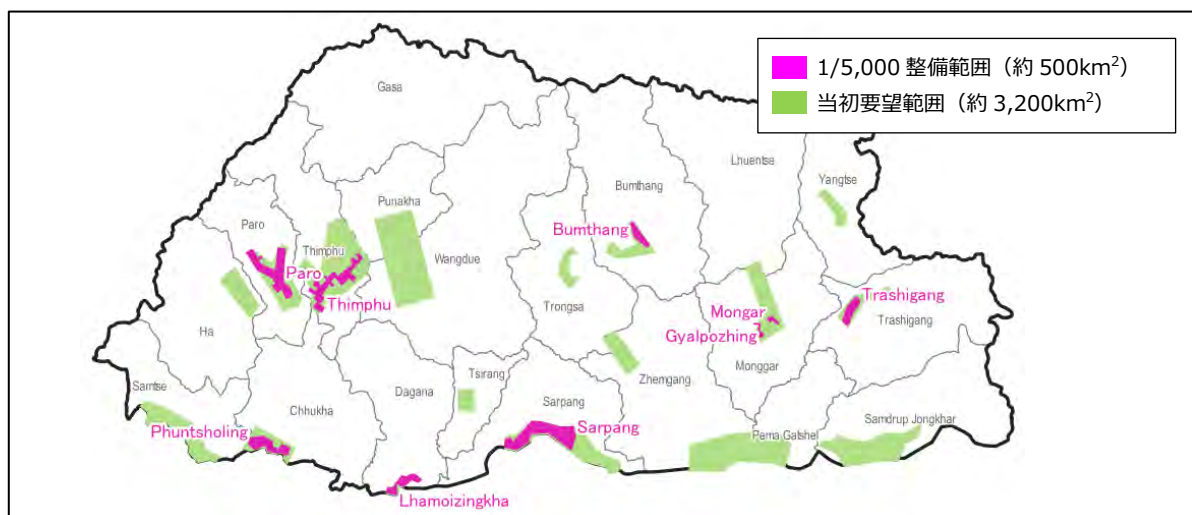 1/5,000 整備範囲（約 500km²）
当初要望範囲（約 3,200km²）
Gasa
Lhuentse
Yangtse
Bumthang
Punakha
Paro
Thimphu
Bumthang
Wangdue
Paro
Thimphu
Trongsa
Trashigang
Mongar
Trashigang
Gyalpozhing
Ha
Monggar
Zhemgang
Tsirang
Samtse
Dagana
Sarpang
Chhukha
Samdrup Jongkhar
Phuntsholing
Sarpang
Pema Gatshel
Lhamoizingkha